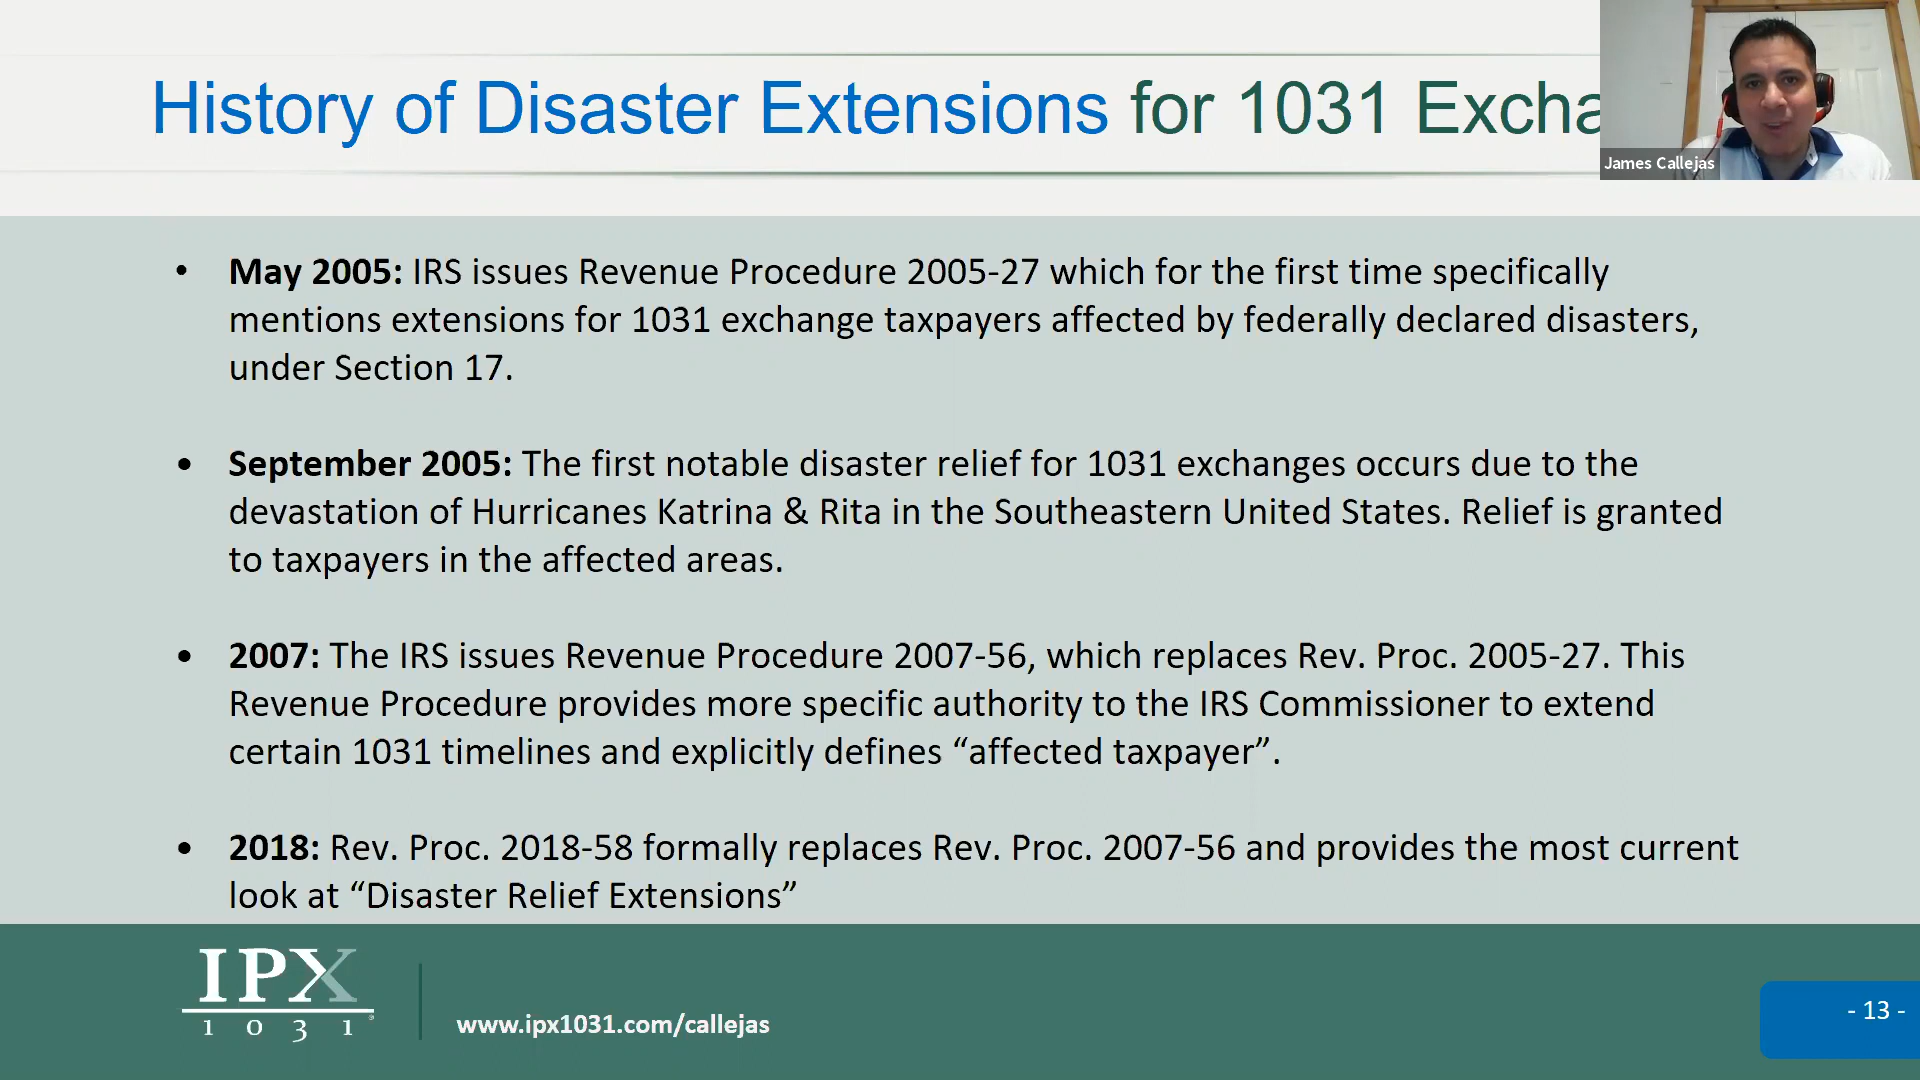 History of Disaster Extensions for 1031 Excha
James Callejas
• May 2005: IRS issues Revenue Procedure 2005-27 which for the first time specifically
mentions extensions for 1031 exchange taxpayers affected by federally declared disasters,
under Section 17.
• September 2005: The first notable disaster relief for 1031 exchanges occurs due to the
devastation of Hurricanes Katrina & Rita in the Southeastern United States. Relief is granted
to taxpayers in the affected areas.
• 2007: The IRS issues Revenue Procedure 2007-56, which replaces Rev. Proc. 2005-27. This
Revenue Procedure provides more specific authority to the IRS Commissioner to extend
certain 1031 timelines and explicitly defines “affected taxpayer”.
• 2018: Rev. Proc. 2018-58 formally replaces Rev. Proc. 2007-56 and provides the most current
look at “Disaster Relief Extensions”
IPX
1031®
www.ipx1031.com/callejas
- 13 -